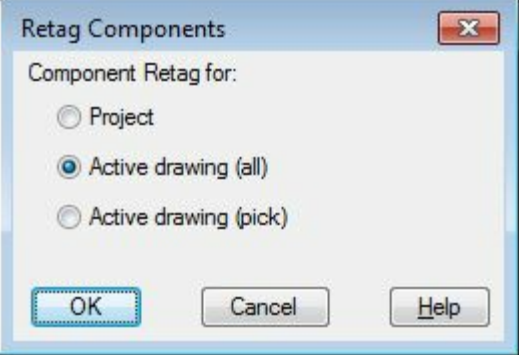 Retag Components
Component Retag for:
Project
Active drawing (all)
Active drawing (pick)
OK Cancel Help